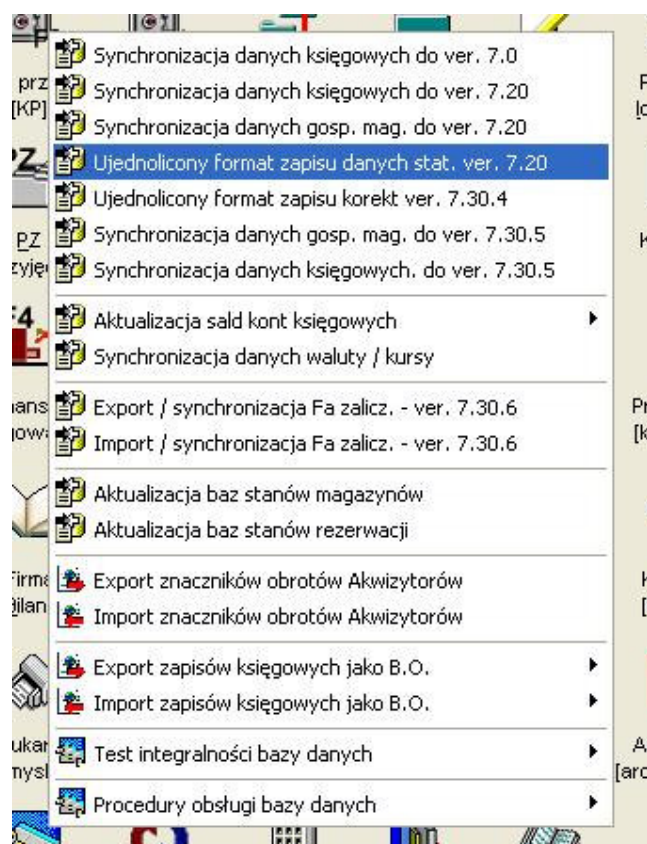 Synchronizacja danych księgowych do ver. 7.0
prz
Synchronizacja danych księgowych do ver. 7.20
[KP]
Synchronizacja danych gosp. mag. do ver. 7.20
PZ
Ujednolicony format zapisu danych stat. ver. 7.20
Ujednolicony format zapisu korekt ver. 7.30.4
PZ
Synchronizacja danych gosp. mag. do ver. 7.30.5
Synchronizacja danych księgowych. do ver. 7.30.5
Aktualizacja sald kont księgowych
Synchronizacja danych waluty / kursy
Export / synchronizacja Fa zalicz. - ver. 7.30.6
Import / synchronizacja Fa zalicz. - ver. 7.30.6
Aktualizacja baz stanów magazynów
Aktualizacja baz stanów rezerwacji
Export znaczników obrotów Akwizytorów
Import znaczników obrotów Akwizytorów
Export zapisów księgowych jako B.O.
Import zapisów księgowych jako B.O.
Test integralności bazy danych
Procedury obsługi bazy danych